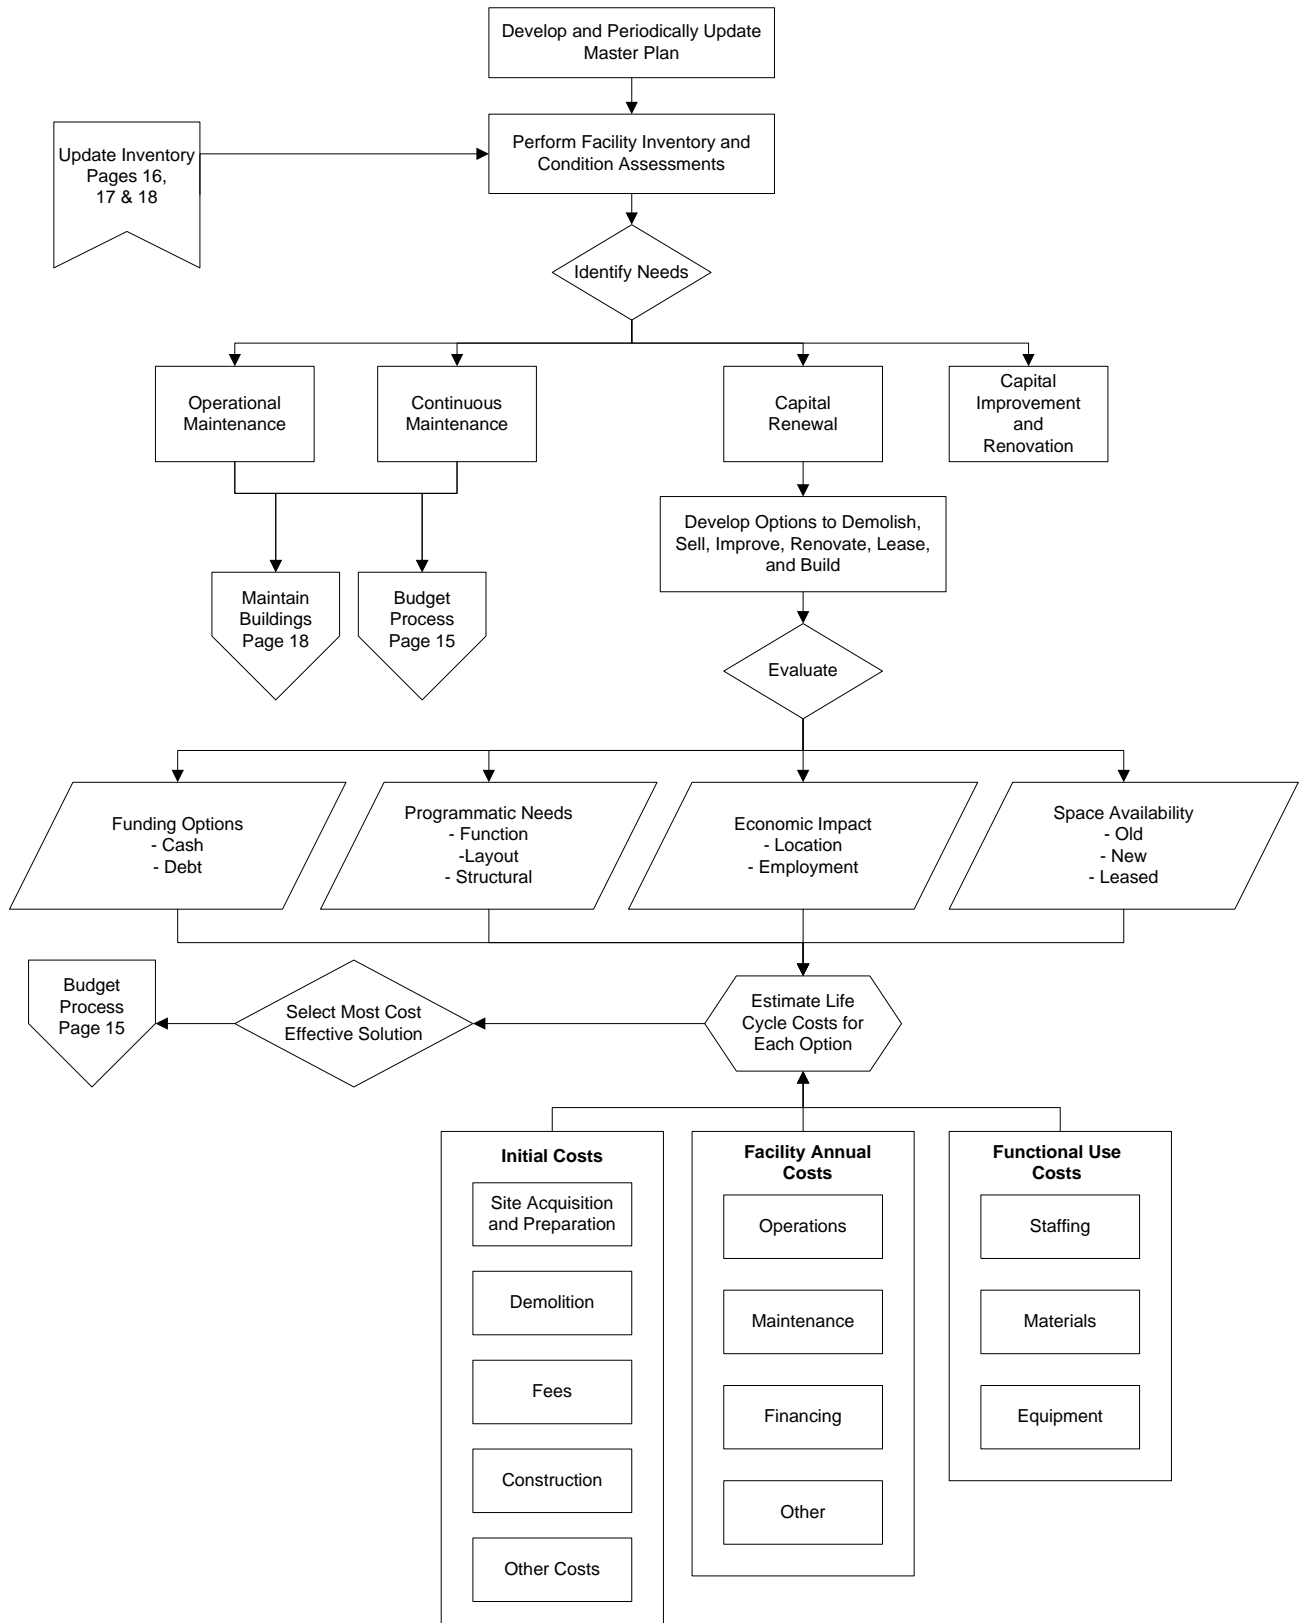 Develop and Periodically Update
Master Plan
Update Inventory
Pages 16,
17 & 18
Perform Facility Inventory and
Condition Assessments
Identify Needs
Operational
Maintenance
Continuous
Maintenance
Capital
Renewal
Capital
Improvement
and
Renovation
Develop Options to Demolish,
Sell, Improve, Renovate, Lease,
and Build
Maintain
Buildings
Page 18
Budget
Process
Page 15
Evaluate
Funding Options
- Cash
- Debt
Programmatic Needs
- Function
-Layout
- Structural
Economic Impact
- Location
- Employment
Space Availability
- Old
- New
- Leased
Budget
Process
Page 15
Select Most Cost
Effective Solution
Estimate Life
Cycle Costs for
Each Option
Initial Costs
Site Acquisition
and Preparation
Demolition
Fees
Construction
Other Costs
Facility Annual
Costs
Operations
Maintenance
Financing
Other
Functional Use
Costs
Staffing
Materials
Equipment